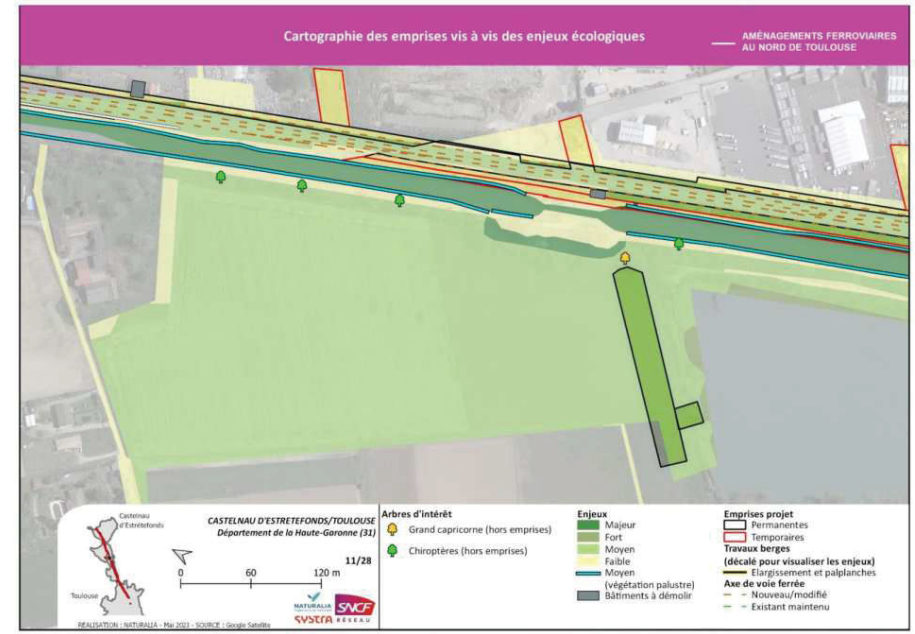 Cartographie des emprises vis à vis des enjeux écologiques
AMÉNAGEMENTS FERROVIAIRES
AU NORD DE TOULOUSE
Castelnau
d'Estrétefonds
Toulouse
CASTELNAU D'ESTRETEFONDS/TOULOUSE
Département de la Haute-Garonne (31)
11/28
0 60 120 m
NATURALIA
SYSTRA
SNCF
RÉSEAU
RÉALISATION : NATURALIA - Mai 2023 - SOURCE : Google Satellite
Arbres d'intérêt
Grand capricorne (hors emprises)
Chiroptères (hors emprises)
Enjeux
Majeur
Fort
Moyen
Faible
Moyen
(végétation palustre)
Bâtiments à démolir
Emprises projet
Permanentes
Temporaires
Travaux berges
(décalé pour visualiser les enjeux)
Elargissement et palplanches
Axe de voie ferrée
Nouveau/modifié
Existant maintenu